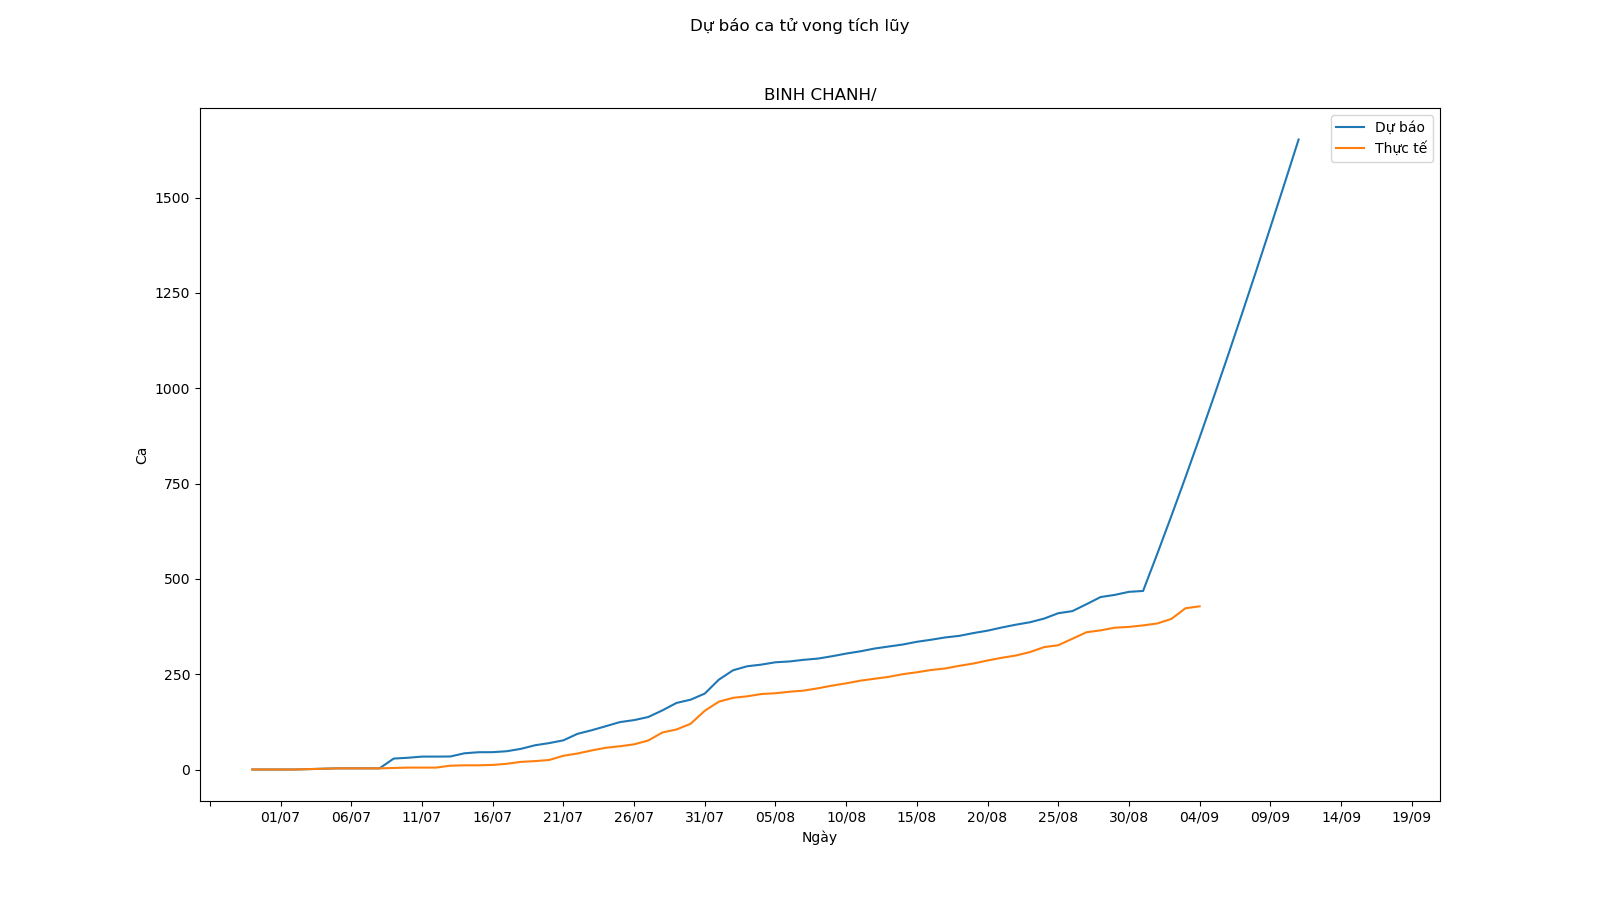 Dự báo ca tử vong tích lũy
BINH CHANH/
Dự báo
Thực tế
1500
1250
1000
750
500
250
0
Ca
01/07 06/07 11/07 16/07 21/07 26/07 31/07 05/08 10/08 15/08 20/08 25/08 30/08 04/09 09/09 14/09 19/09
Ngày